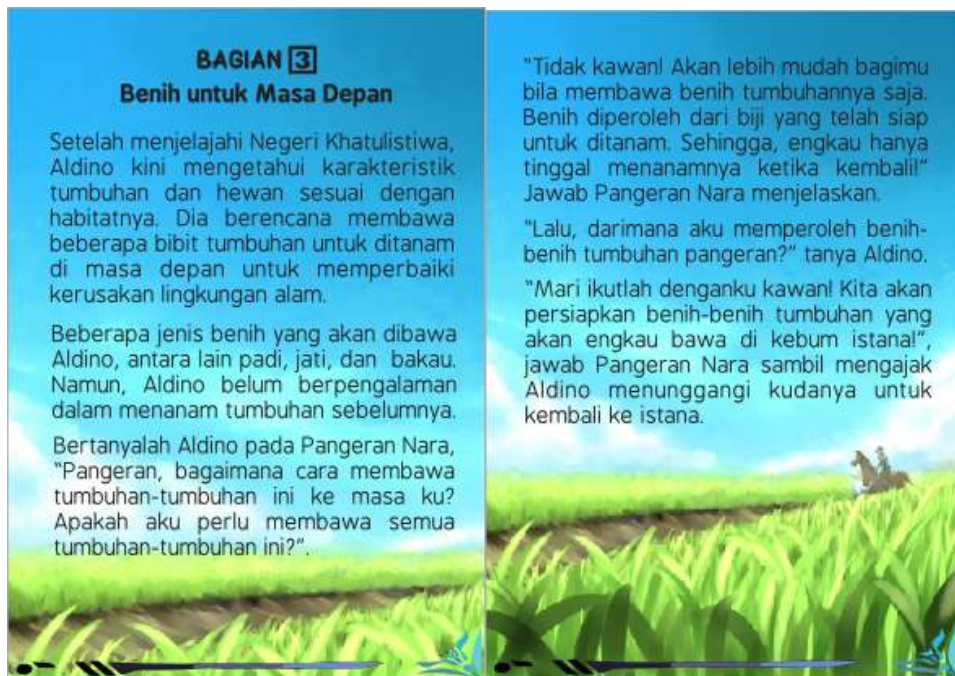 BAGIAN 3
Benih untuk Masa Depan
Setelah menjelajahi Negeri Khatulistiwa,
Aldino kini mengetahui karakteristik
tumbuhan dan hewan sesuai dengan
habitatnya. Dia berencana membawa
beberapa bibit tumbuhan untuk ditanam
di masa depan untuk memperbaiki
kerusakan lingkungan alam.
Beberapa jenis benih yang akan dibawa
Aldino, antara lain padi, jati, dan bakau.
Namun, Aldino belum berpengalaman
dalam menanam tumbuhan sebelumnya.
Bertanyalah Aldino pada Pangeran Nara,
"Pangeran, bagaimana cara membawa
tumbuhan-tumbuhan ini ke masa ku?
Apakah aku perlu membawa semua
tumbuhan-tumbuhan ini?".
"Tidak kawan! Akan lebih mudah bagimu
bila membawa benih tumbuhannya saja.
Benih diperoleh dari biji yang telah siap
untuk ditanam. Sehingga, engkau hanya
tinggal menanamnya ketika kembali!"
Jawab Pangeran Nara menjelaskan.
"Lalu, darimana aku memperoleh benih-
benih tumbuhan pangeran?" tanya Aldino.
"Mari ikutlah denganku kawan! Kita akan
persiapkan benih-benih tumbuhan yang
akan engkau bawa di kebum istana!",
jawab Pangeran Nara sambil mengajak
Aldino menunggangi kudanya untuk
kembali ke istana.